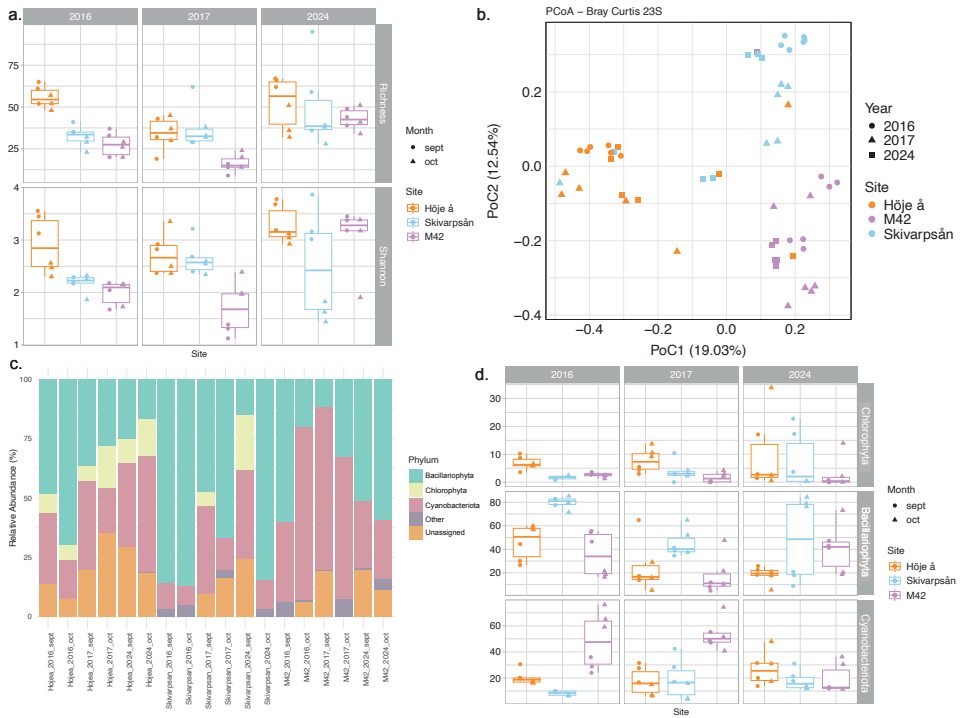 a.
2016
2017
2024
75
50
25
Richness
4
3
2
1
Shannon
Site
Month
sept
oct
Site
Höje å
Skivarpsån
M42
b.
PCoA – Bray Curtis 23S
0.2
0.0
−0.2
−0.4
PoC2 (12.54%)
−0.4
−0.2
0.0
0.2
PoC1 (19.03%)
Year
2016
2017
2024
Site
Höje å
M42
Skivarpsån
c.
100
75
50
25
0
Relative Abundance (%)
Hojea_2016_sept
Hojea_2016_oct
Hojea_2017_sept
Hojea_2017_oct
Hojea_2024_sept
Hojea_2024_oct
Skivarpsan_2016_sept
Skivarpsan_2016_oct
Skivarpsan_2017_sept
Skivarpsan_2017_oct
Skivarpsan_2024_sept
Skivarpsan_2024_oct
M42_2016_sept
M42_2016_oct
M42_2017_sept
M42_2017_oct
M42_2024_sept
M42_2024_oct
Phylum
Bacillariophyta
Chlorophyta
Cyanobacteriota
Other
Unassigned
d.
2016
2017
2024
30
20
10
0
Chlorophyta
80
60
40
20
Bacillariophyta
60
40
20
Cyanobacteriota
Site
Month
sept
oct
Site
Höje å
Skivarpsån
M42